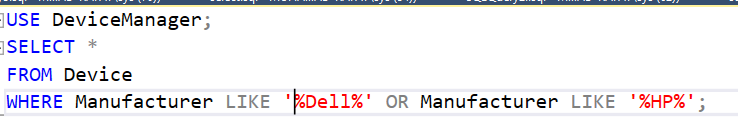 USE DeviceManager;
SELECT *
FROM Device
WHERE Manufacturer LIKE '%Dell%' OR Manufacturer LIKE '%HP%';